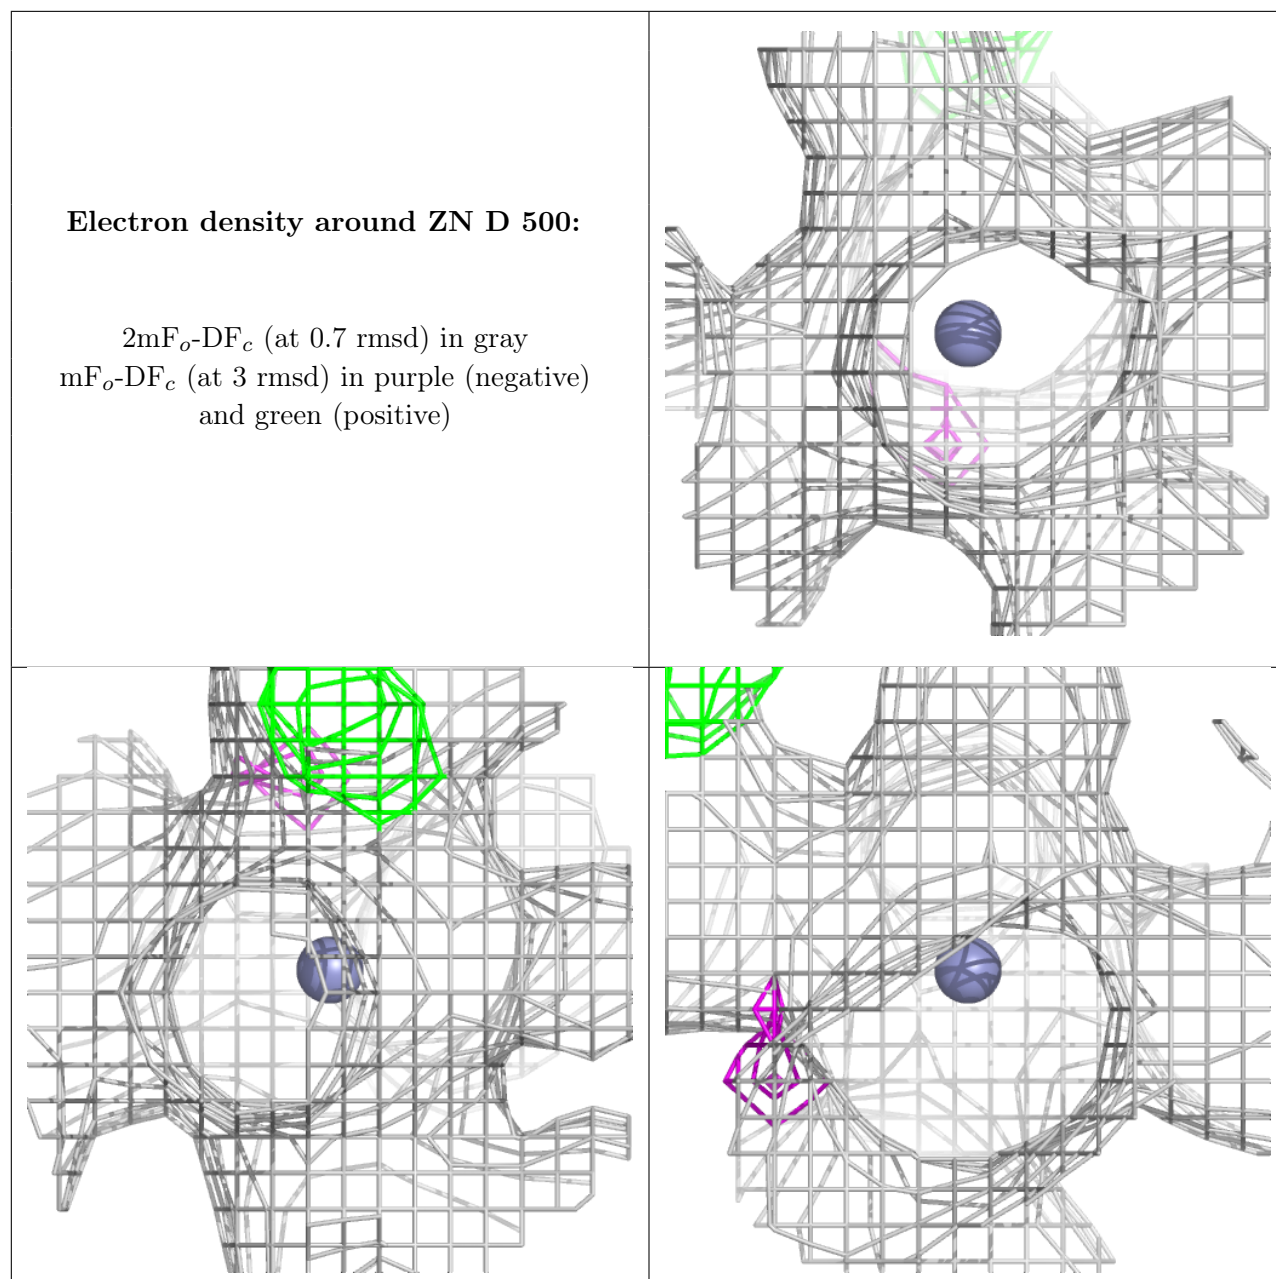 Electron density around ZN D 500:
2mFo-DFc (at 0.7 rmsd) in gray
mFo-DFc (at 3 rmsd) in purple (negative)
and green (positive)